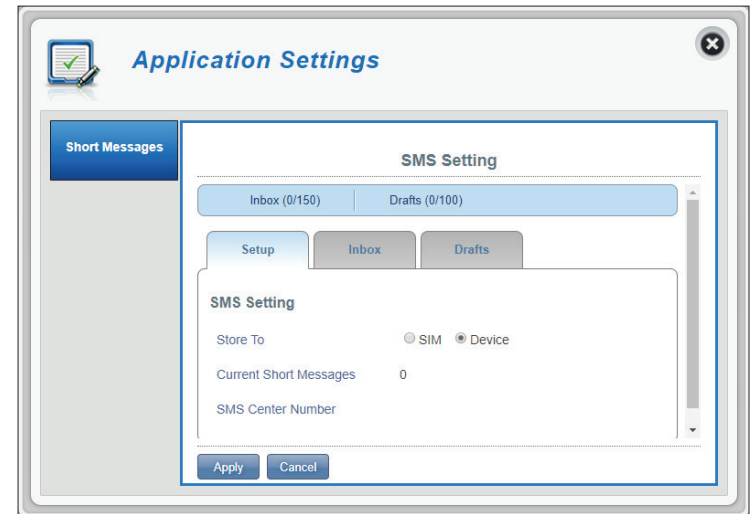 Application Settings
Short Messages
SMS Setting
Inbox (0/150) Drafts (0/100)
Setup Inbox Drafts
SMS Setting
Store To SIM Device
Current Short Messages 0
SMS Center Number
Apply Cancel